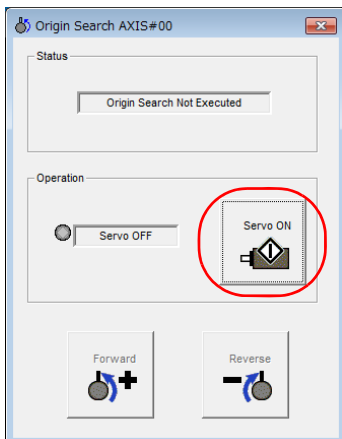 Origin Search AXIS#00
Status
Origin Search Not Executed
Operation
Servo OFF
Servo ON
Forward
Reverse